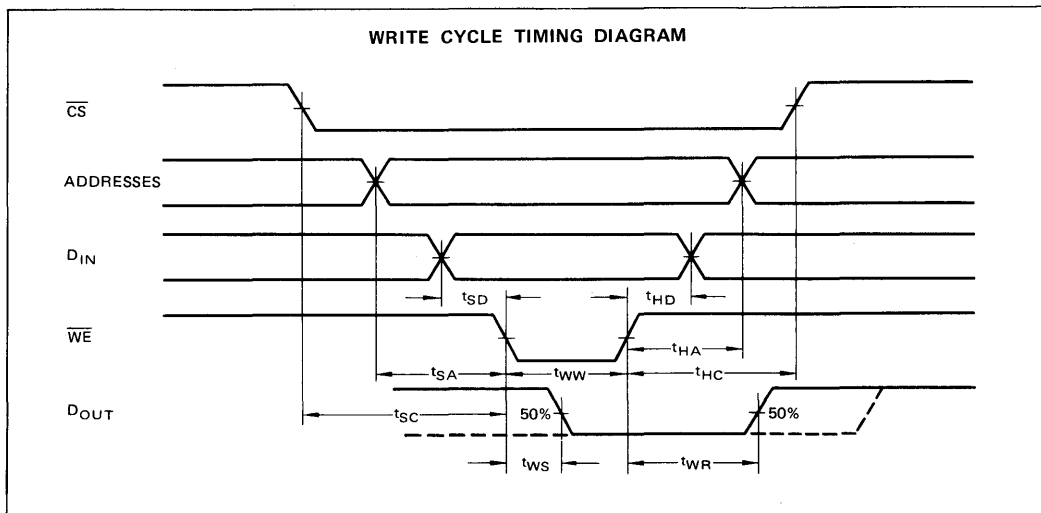 WRITE CYCLE TIMING DIAGRAM
CS
ADDRESSES
DIN
tSD
tHD
WE
tHA
tSA
tWW
tHC
DOUT
tSC
50%
50%
tWS
tWR